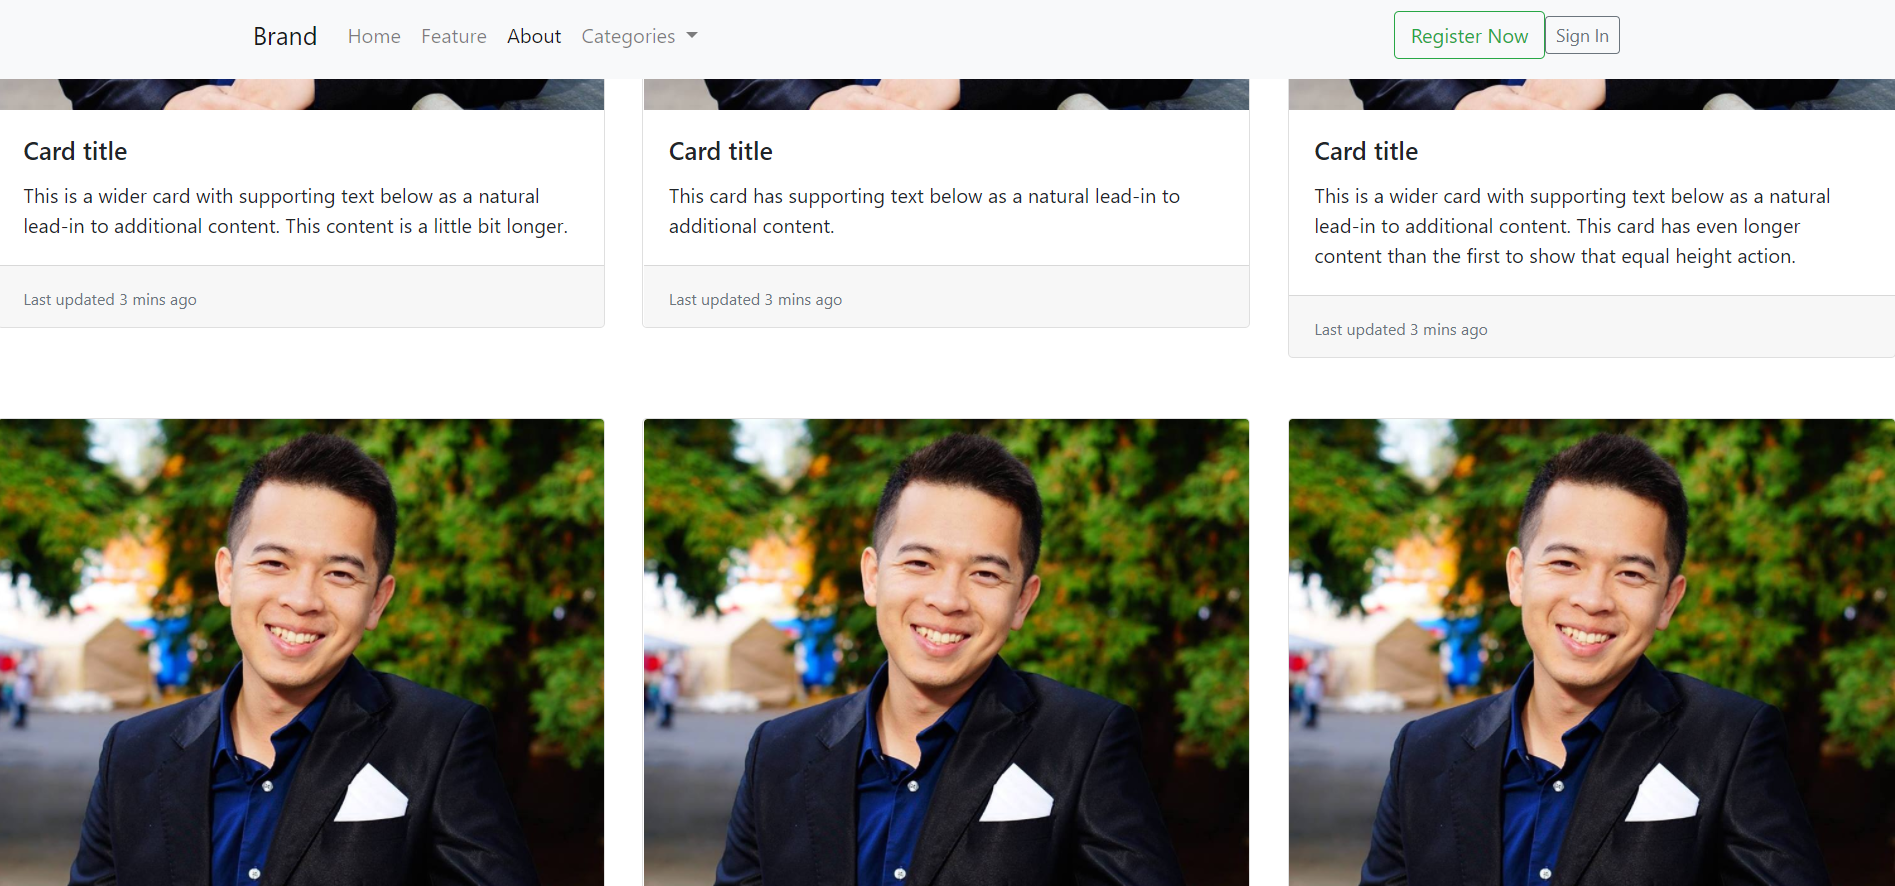 Brand Home Feature About Categories Register Now Sign In
Card title
This is a wider card with supporting text below as a natural
lead-in to additional content. This content is a little bit longer.
Last updated 3 mins ago
Card title
This card has supporting text below as a natural lead-in to
additional content.
Last updated 3 mins ago
Card title
This is a wider card with supporting text below as a natural
lead-in to additional content. This card has even longer
content than the first to show that equal height action.
Last updated 3 mins ago